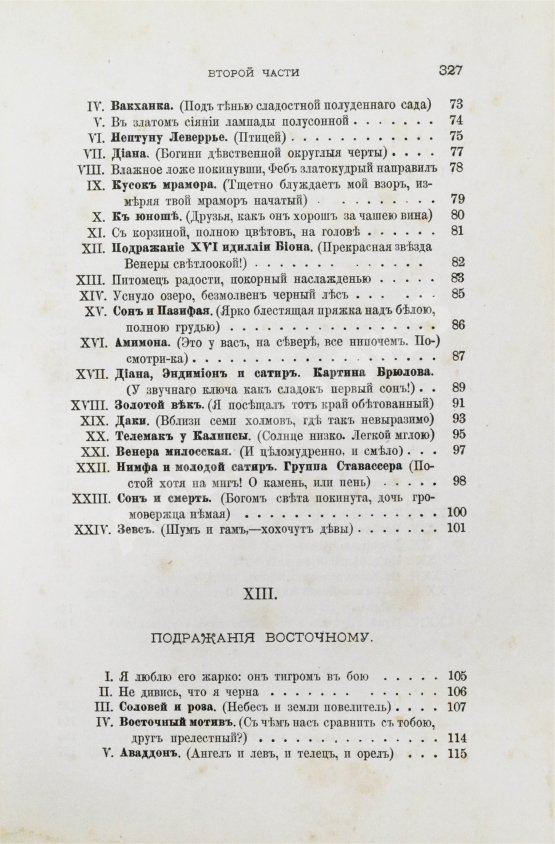 ВТОРОЙ ЧАСТИ 327
IV. Вакханка. (Подъ тѣнью сладостной полуденнаго сада) 73
V. Въ златомъ сіяніи лампады полусонной . . . . . . . 74
VI. Нептуну Леверрье. (Птицей) . . . . . . . . . . . 75
VII. Діана. (Богини дѣвственной округлыя черты) . . . . 77
VIII. Влажное ложе покинувши, Фебъ златокудрый направилъ 78
IX. Кусокъ мрамора. (Тщетно блуждаетъ мой взоръ, из-
мѣряя твой мраморъ начатый) . . . . . . . . . 79
X. Къ юношѣ. (Друзья, какъ онъ хорошъ за чашею вина) 80
XI. Съ корзиной, полною цвѣтовъ, на головѣ . . . . . . 81
XII. Подражаніе XVI идилліи Біона. (Прекрасная звѣзда
Венеры свѣтлоокой!) . . . . . . . . . . . . . 82
XIII. Питомецъ радости, покорный наслажденью . . . . . 83
XIV. Уснуло озеро, безмолвенъ черный лѣсъ . . . . . . . 85
XV. Сонъ и Пазифая. (Ярко блестящая пряжка надъ бѣлою,
полною грудью) . . . . . . . . . . . . . . . 86
XVI. Амимона. (Это у васъ, на сѣверѣ, все нипочемъ. По-)
смотри-ка) . . . . . . . . . . . . . . . . . 87
XVII. Діана, Эндиміонъ и сатиръ. Картина Брюлова.
(У звучнаго ключа какъ сладокъ первый сонъ!) . . 89
XVIII. Золотой вѣкъ. (Я посѣщалъ тотъ край обѣтованный) 91
XIX. Даки. (Вблизи семи холмовъ, гдѣ такъ невыразимо) 93
XX. Телемакъ у Калипсы. (Солнце низко. Легкой мглою) 95
XXI. Венера милосская. (И цѣломудренно, и смѣло) . . . 97
XXII. Нимфа и молодой сатиръ. Группа Ставассера (По-
стой хотя на мигъ! О камень, или пень) . . . . . 98
XXIII. Сонъ и смерть. (Богомъ свѣта покинута, дочь гро-
мовержца нѣмая) . . . . . . . . . . . . . . 100
XXIV. Зевсъ. (Шумъ и гамъ,—хохочутъ дѣвы) . . . . . . 101
XIII.
ПОДРАЖАНІЯ ВОСТОЧНОМУ.
I. Я люблю его жарко: онъ тигромъ въ бою . . . . . 105
II. Не дивись, что я черна . . . . . . . . . . . . . 106
III. Соловей и роза. (Небесъ и земли повелитель) . . . . 107
IV. Восточный мотивъ. (Съ чѣмъ насъ сравнить съ тобою,
другъ прелестный?) . . . . . . . . . . . . . 114
V. Аваддонъ. (Ангелъ и левъ, и телецъ, и орелъ) . . . 115